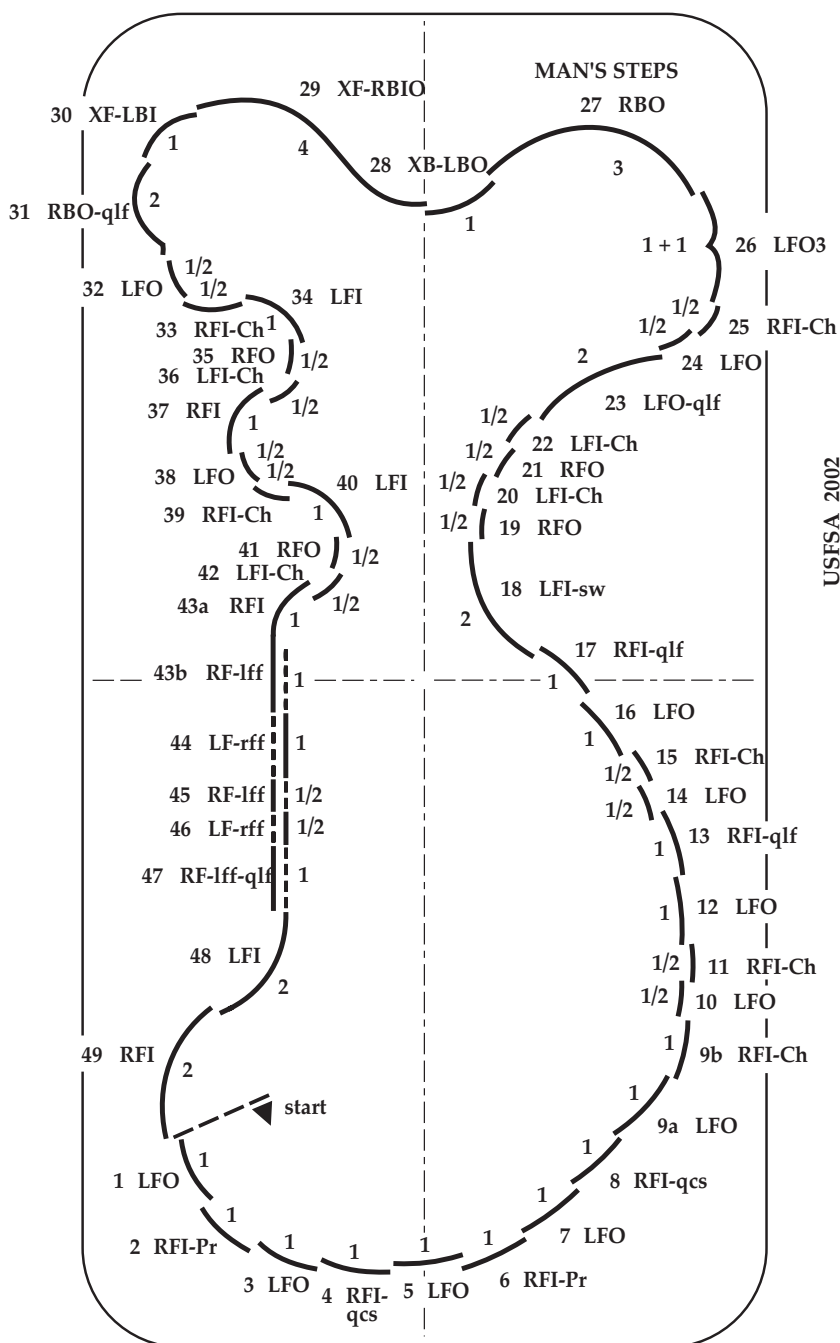 MAN'S STEPS
1 LFO
1
2 RFI-Pr
1
3 LFO
1
4 RFI-
qcs
1
5 LFO
1
6 RFI-Pr
1
7 LFO
1
8 RFI-qcs
1
9a LFO
1
9b RFI-Ch
1
10 LFO
1/2
11 RFI-Ch
1/2
12 LFO
1
13 RFI-qlf
1
14 LFO
1/2
15 RFI-Ch
1/2
16 LFO
1
17 RFI-qlf
1
18 LFI-sw
2
19 RFO
1/2
20 LFI-Ch
1/2
21 RFO
1/2
22 LFI-Ch
1/2
23 LFO-qlf
2
24 LFO
1/2
25 RFI-Ch
1/2
26 LFO3
1 + 1
27 RBO
3
28 XB-LBO
1
29 XF-RBIO
4
30 XF-LBI
1
31 RBO-qlf
2
32 LFO
1/2
33 RFI-Ch
1/2
34 LFI
1
35 RFO
1/2
36 LFI-Ch
1/2
37 RFI
1
38 LFO
1/2
39 RFI-Ch
1/2
40 LFI
1
41 RFO
1/2
42 LFI-Ch
1/2
43a RFI
1
43b RF-lff
1
44 LF-rff
1
45 RF-lff
1/2
46 LF-rff
1/2
47 RF-lff-qlf
1
48 LFI
2
49 RFI
2
start
USFSA 2002